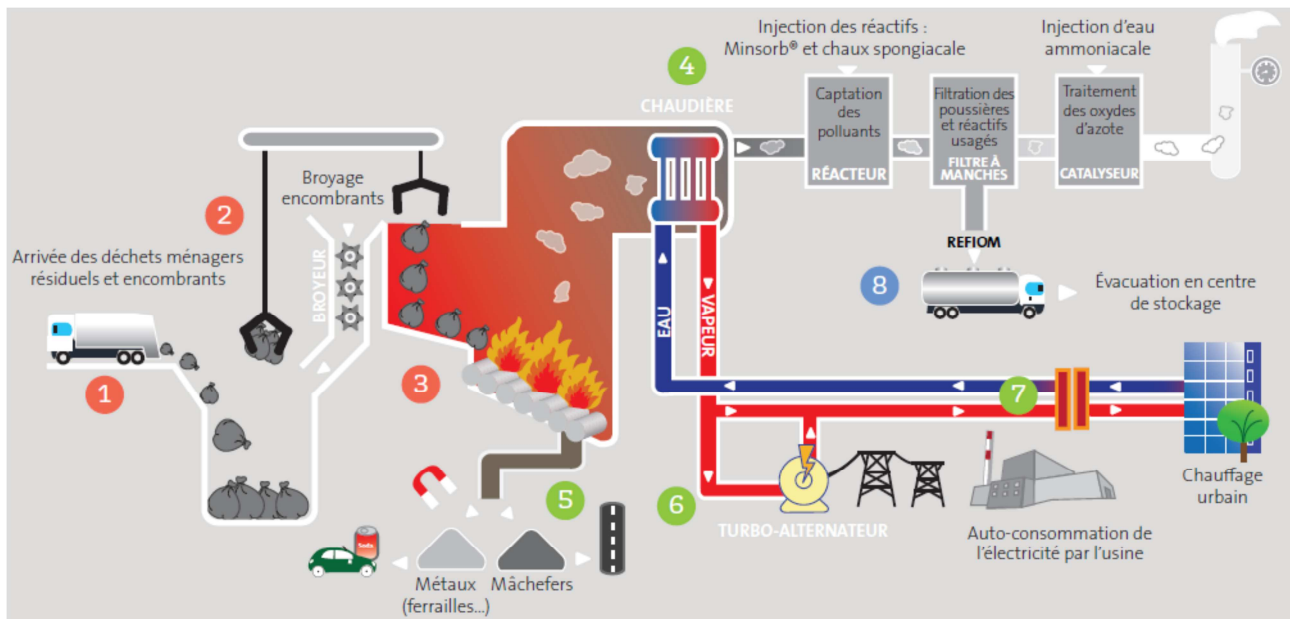 Injection des réactifs :
Minsorb® et chaux spongiacale
Injection d'eau
ammoniacale
4
CHAUDIÈRE
Captation
des
polluants
RÉACTEUR
Filtration des
poussières
et réactifs
usagés
FILTRE À
MANCHES
Traitement
des oxydes
d'azote
CATALYSEUR
Broyage
encombrants
2
Arrivée des déchets ménagers
résiduels et encombrants
BROYEUR
REFIOM
8
Évacuation en centre
de stockage
EAU
VAPEUR
1
3
7
Chauffage
urbain
5
6
TURBO-ALTERNATEUR
Auto-consommation de
l'électricité par l'usine
Métaux
(ferrailles...)
Mâchefers